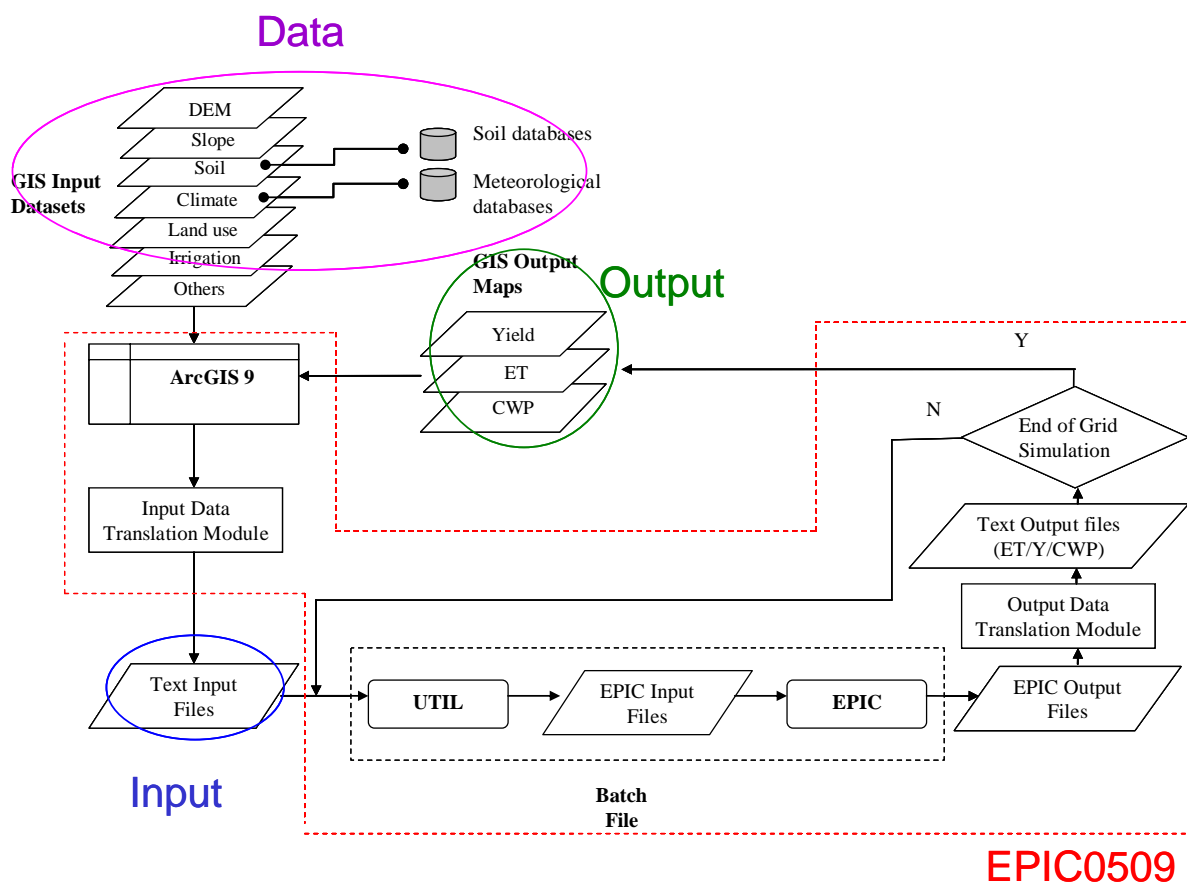 Data
DEM
Slope
Soil
Climate
Land use
Irrigation
Others
GIS Input
Datasets
Soil databases
Meteorological
databases
GIS Output
Maps
Output
Yield
ET
CWP
ArcGIS 9
Input Data
Translation Module
Text Input
Files
Input
UTIL
EPIC Input
Files
EPIC
Batch
File
EPIC Output
Files
Output Data
Translation Module
Text Output files
(ET/Y/CWP)
End of Grid
Simulation
Y
N
EPIC0509